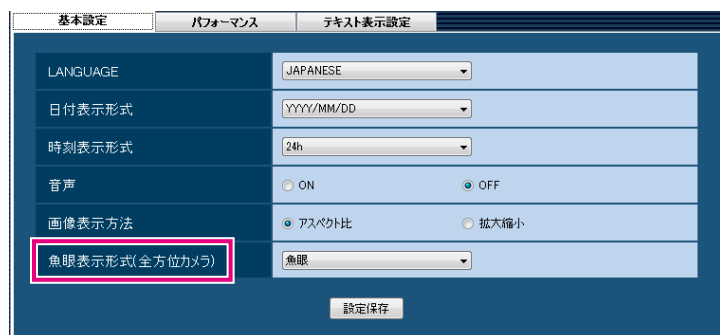 基本設定 パフォーマンス テキスト表示設定
LANGUAGE JAPANESE
日付表示形式 YYYY/MM/DD
時刻表示形式 24h
音声 ON OFF
画像表示方法 アスペクト比 拡大縮小
魚眼表示形式(全方位カメラ) 魚眼
設定保存